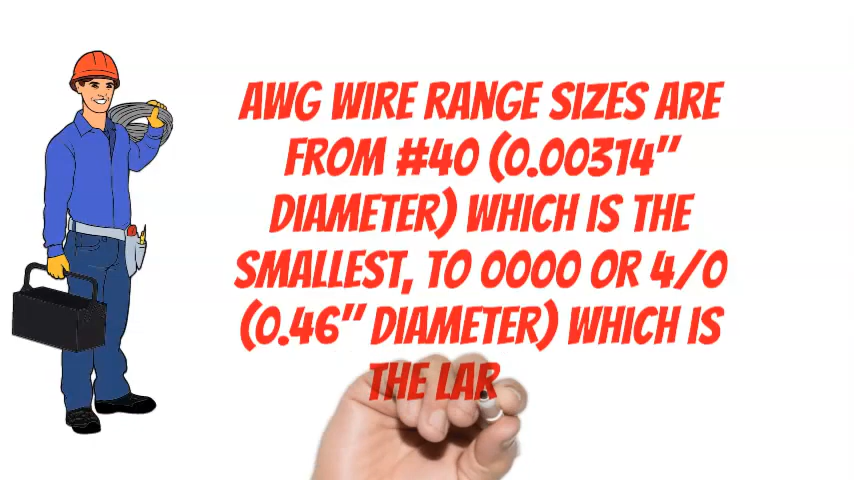 AWG WIRE RANGE SIZES ARE
FROM #40 (0.00314"
DIAMETER) WHICH IS THE
SMALLEST, TO 0000 OR 4/0
(0.46" DIAMETER) WHICH IS
THE LAR